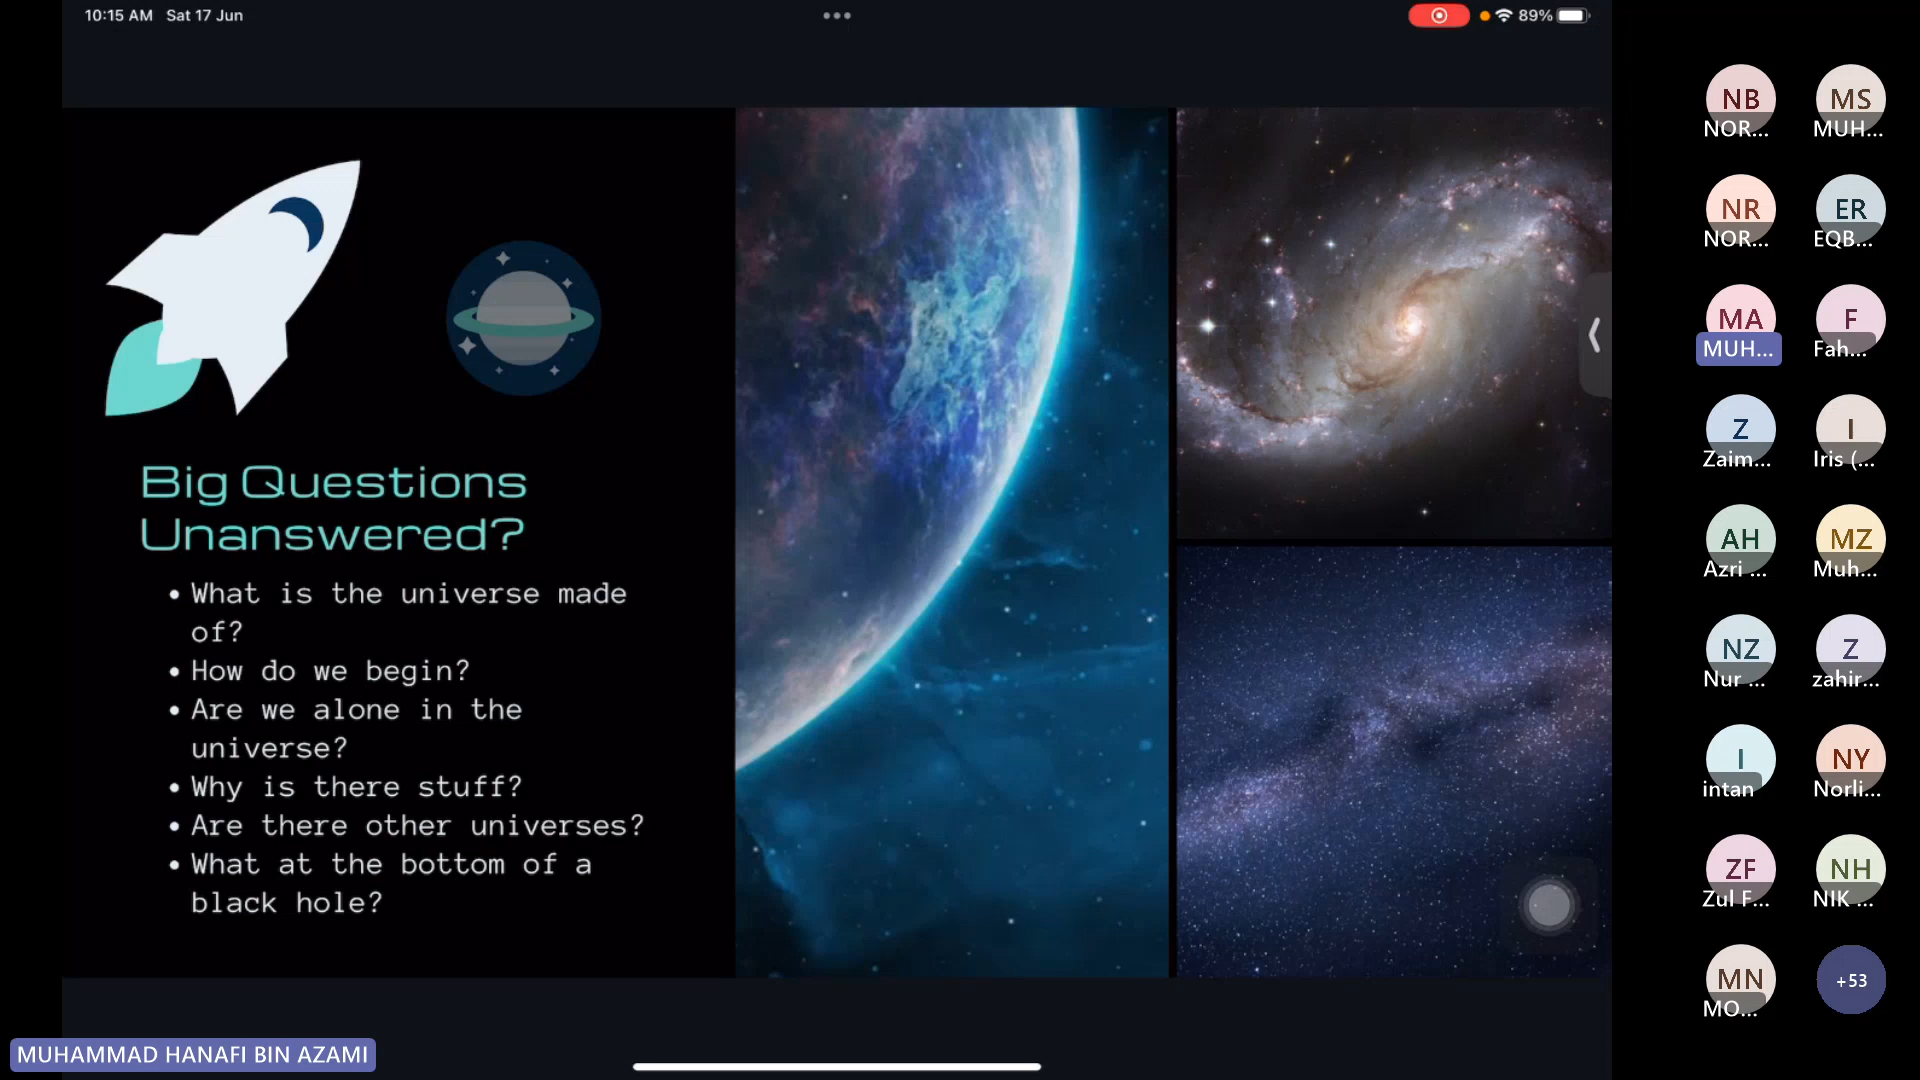 10:15 AM Sat 17 Jun
89%
Big Questions
Unanswered?
• What is the universe made
of?
• How do we begin?
• Are we alone in the
universe?
• Why is there stuff?
• Are there other universes?
• What at the bottom of a
black hole?
NB
NOR...
MS
MUH...
NR
NOR...
ER
EQB...
MA
MUH...
F
Fah...
Z
Zaim...
I
Iris (...
AH
Azri ...
MZ
Muh...
NZ
Nur ...
Z
zahir...
I
intan
NY
Norli...
ZF
Zul F...
NH
NIK ...
MN
MO...
+53
MUHAMMAD HANAFI BIN AZAMI